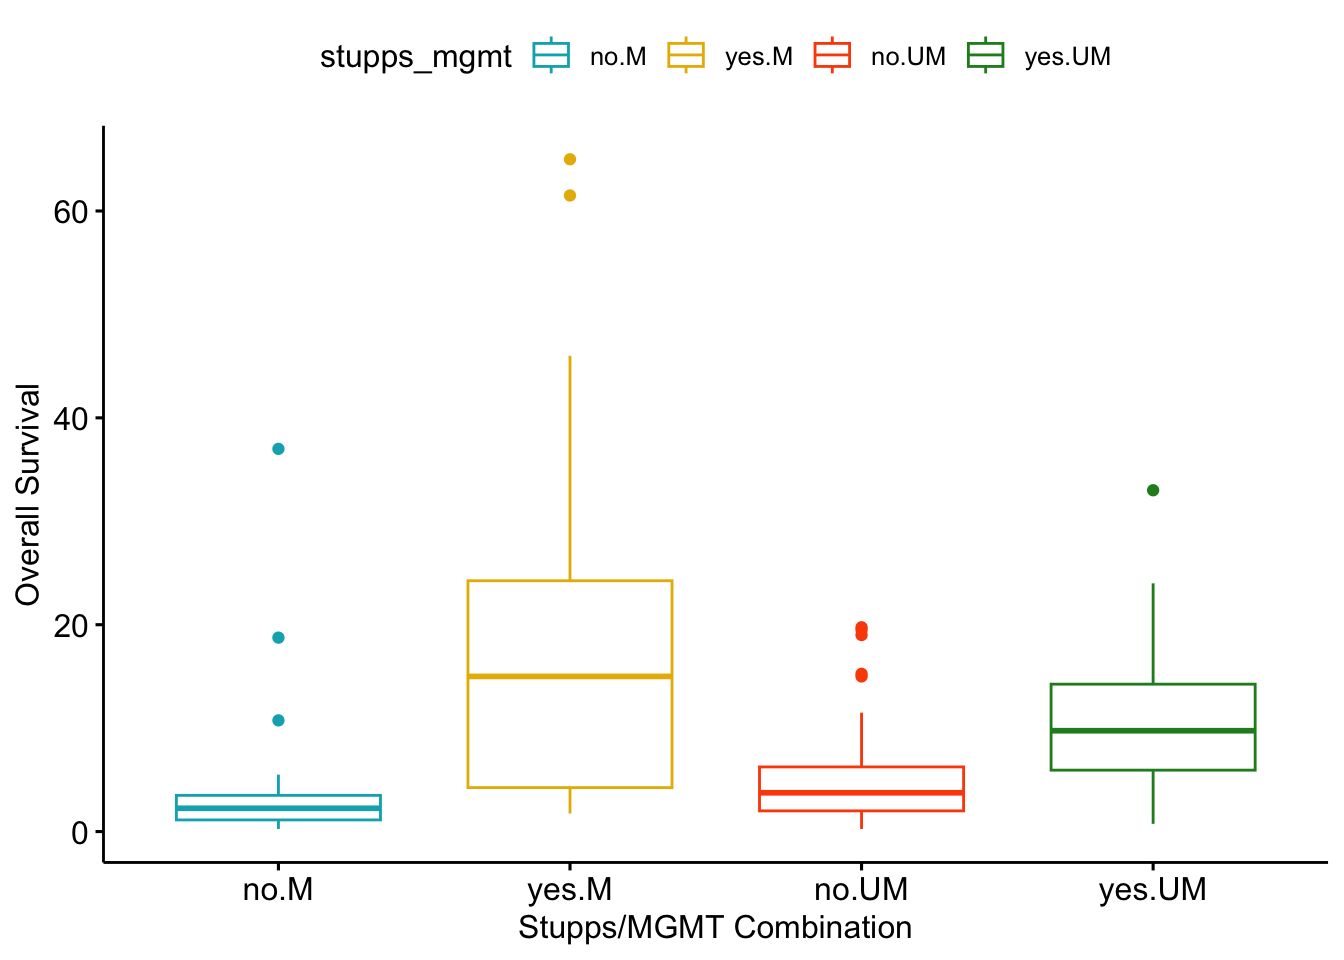 stupps_mgmt no.M yes.M no.UM yes.UM
60
40
20
0
Overall Survival
no.M yes.M no.UM yes.UM
Stupps/MGMT Combination